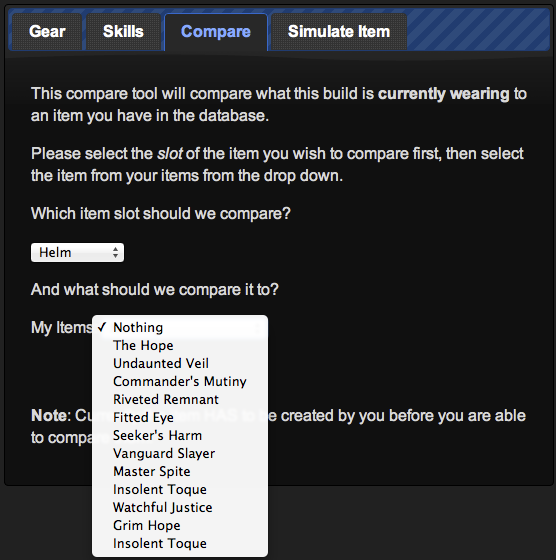 Gear Skills Compare Simulate Item
This compare tool will compare what this build is currently wearing to
an item you have in the database.
Please select the slot of the item you wish to compare first, then select
the item from your items from the drop down.
Which item slot should we compare?
Helm
And what should we compare it to?
My Items
✓ Nothing
The Hope
Undaunted Veil
Commander's Mutiny
Riveted Remnant
Fitted Eye
Seeker's Harm
Vanguard Slayer
Master Spite
Insolent Toque
Watchful Justice
Grim Hope
Insolent Toque
Note: be created by you before you are able
to compare